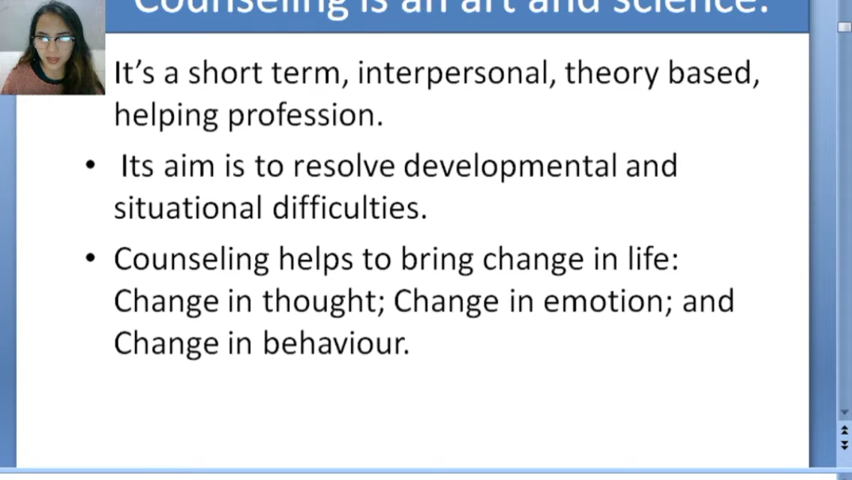 Counseling is an art and science.
It's a short term, interpersonal, theory based,
helping profession.
• Its aim is to resolve developmental and
situational difficulties.
• Counseling helps to bring change in life:
Change in thought; Change in emotion; and
Change in behaviour.